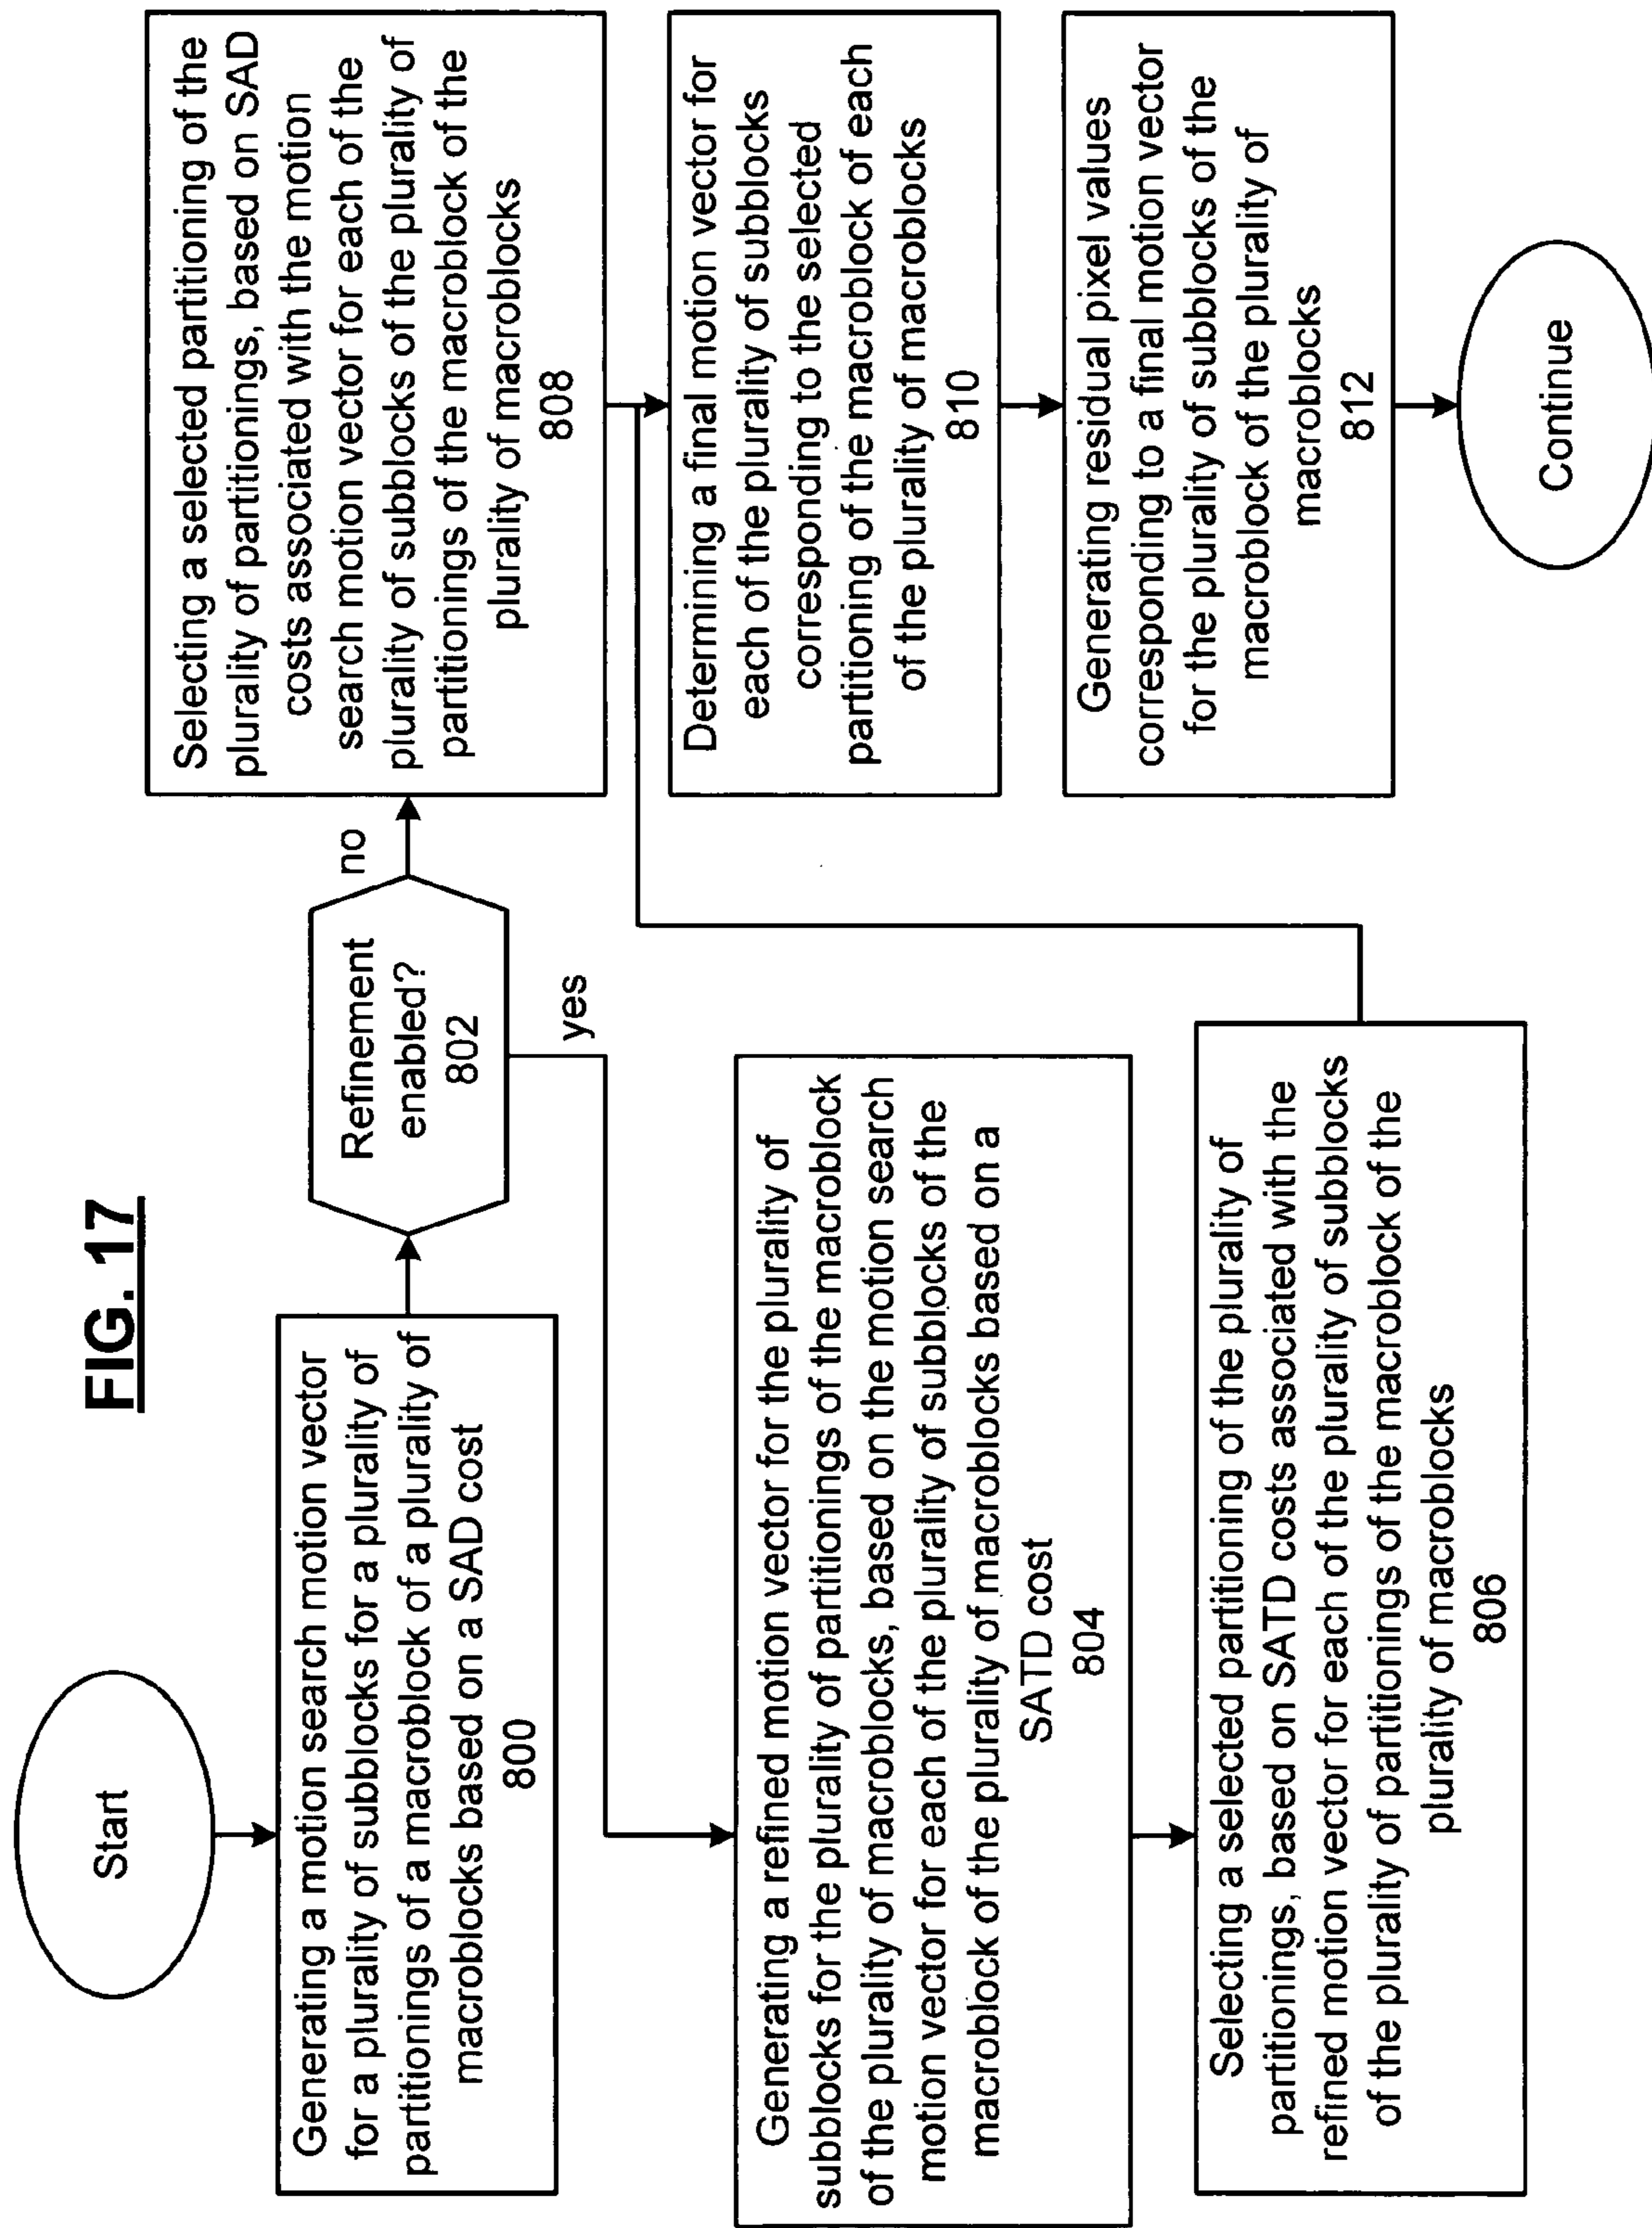 FIG. 17
Start
Generating a motion search motion vector
for a plurality of subblocks for a plurality of
partitionings of a macroblock of a plurality of
macroblocks based on a SAD cost
800
Refinement
enabled?
802
no
yes
Generating a refined motion vector for the plurality of
subblocks for the plurality of partitionings of the macroblock
of the plurality of macroblocks, based on the motion search
motion vector for each of the plurality of subblocks of the
macroblock of the plurality of macroblocks based on a
SATD cost
804
Selecting a selected partitioning of the plurality of
partitionings, based on SATD costs associated with the
refined motion vector for each of the plurality of subblocks
of the plurality of partitionings of the macroblock of the
plurality of macroblocks
806
Selecting a selected partitioning of the
plurality of partitionings, based on SAD
costs associated with the motion
search motion vector for each of the
plurality of subblocks of the plurality of
partitionings of the macroblock of the
plurality of macroblocks
808
Determining a final motion vector for
each of the plurality of subblocks
corresponding to the selected
partitioning of the macroblock of each
of the plurality of macroblocks
810
Generating residual pixel values
corresponding to a final motion vector
for the plurality of subblocks of the
macroblock of the plurality of
macroblocks
812
Continue